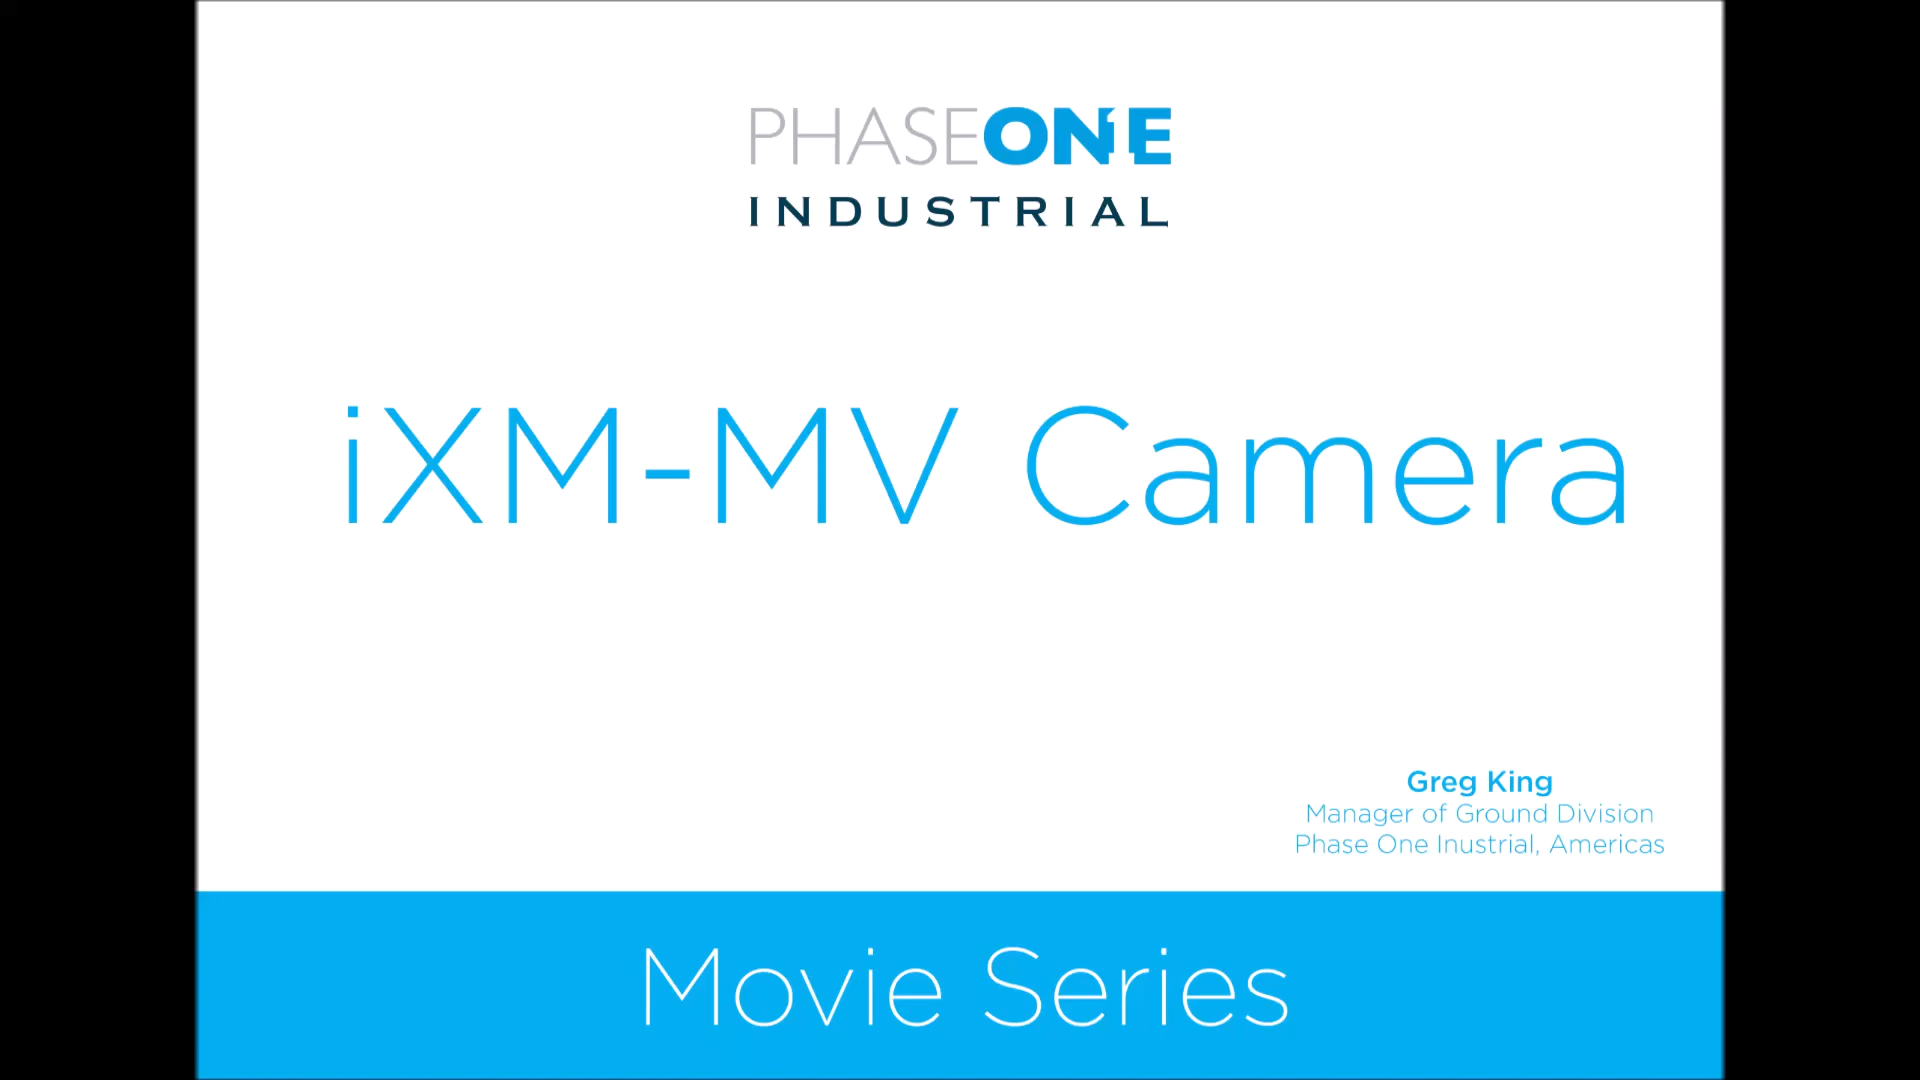 PHASEONE
INDUSTRIAL
iXM-MV Camera
Greg King
Manager of Ground Division
Phase One Inustrial, Americas
Movie Series